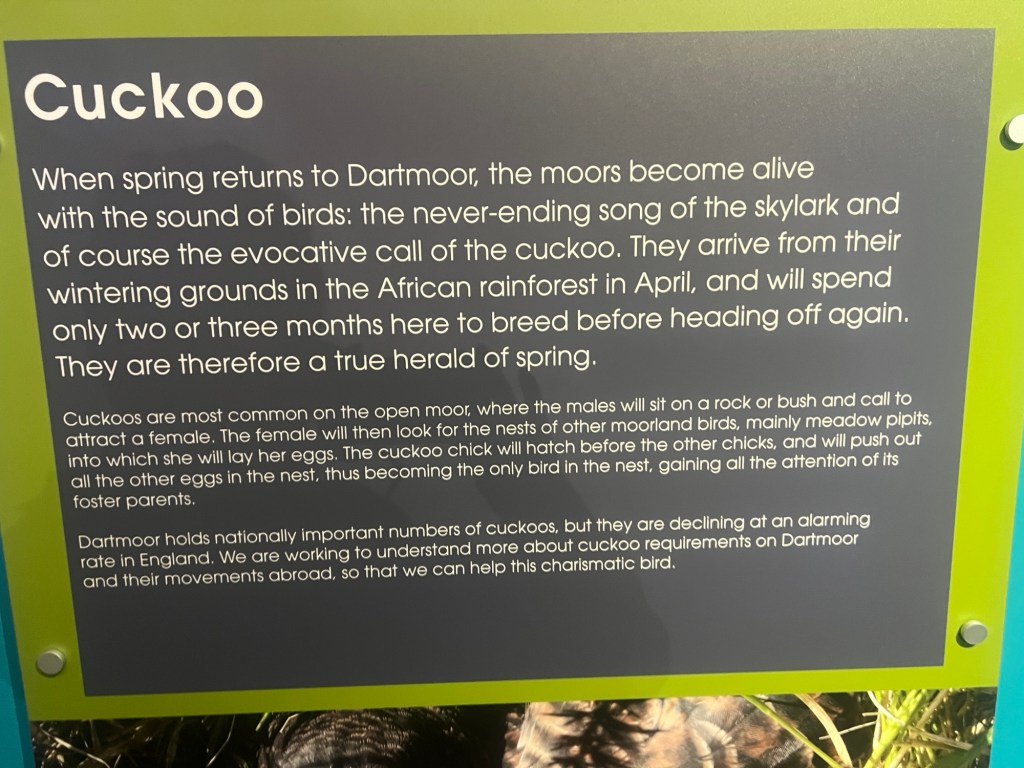 Cuckoo
When spring returns to Dartmoor, the moors become alive
with the sound of birds: the never-ending song of the skylark and
of course the evocative call of the cuckoo. They arrive from their
wintering grounds in the African rainforest in April, and will spend
only two or three months here to breed before heading off again.
They are therefore a true herald of spring.
Cuckoos are most common on the open moor, where the males will sit on a rock or bush and call to
attract a female. The female will then look for the nests of other moorland birds, mainly meadow pipits,
into which she will lay her eggs. The cuckoo chick will hatch before the other chicks, and will push out
all the other eggs in the nest, thus becoming the only bird in the nest, gaining all the attention of its
foster parents.
Dartmoor holds nationally important numbers of cuckoos, but they are declining at an alarming
rate in England. We are working to understand more about cuckoo requirements on Dartmoor
and their movements abroad, so that we can help this charismatic bird.